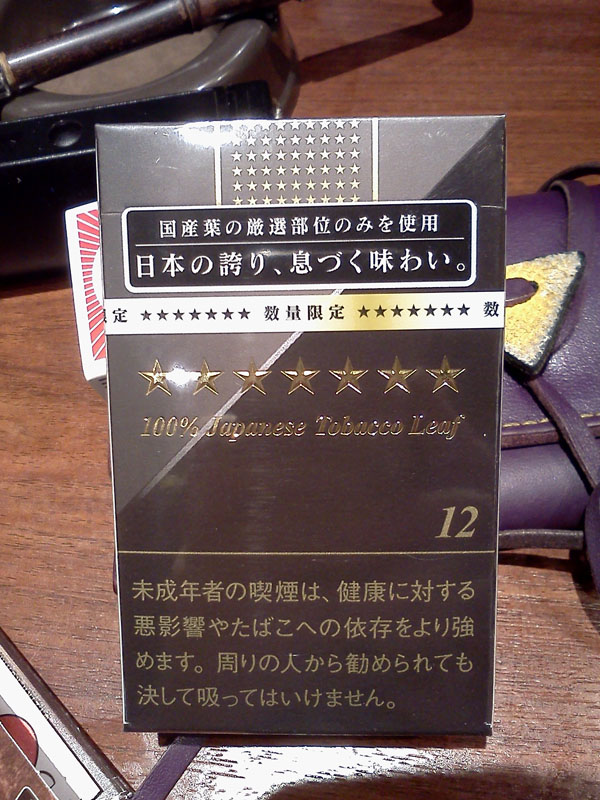 国産葉の厳選部位のみを使用
日本の誇り、息づく味わい。
限定 ★★★★★★★ 数量限定 ★★★★★★★ 数
★★★★★★★
100% Japanese Tobacco Leaf
12
未成年者の喫煙は、健康に対する
悪影響やたばこへの依存をより強
めます。周りの人から勧められても
決して吸ってはいけません。